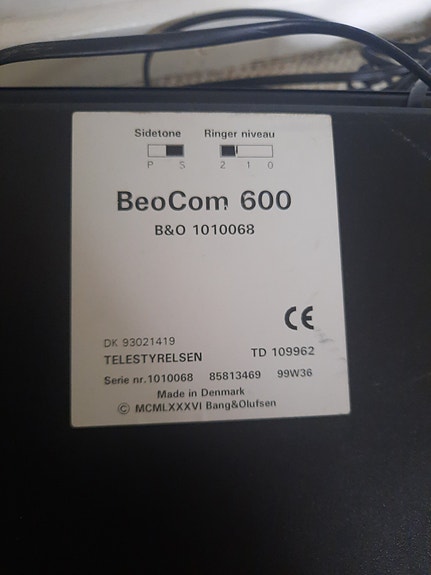 Sidetone Ringer niveau
P S 2 1 0
BeoCom 600
B&O 1010068
CE
DK 93021419
TELESTYRELSEN TD 109962
Serie nr.1010068 85813469 99W36
Made in Denmark
© MCMLXXXVI Bang&Olufsen